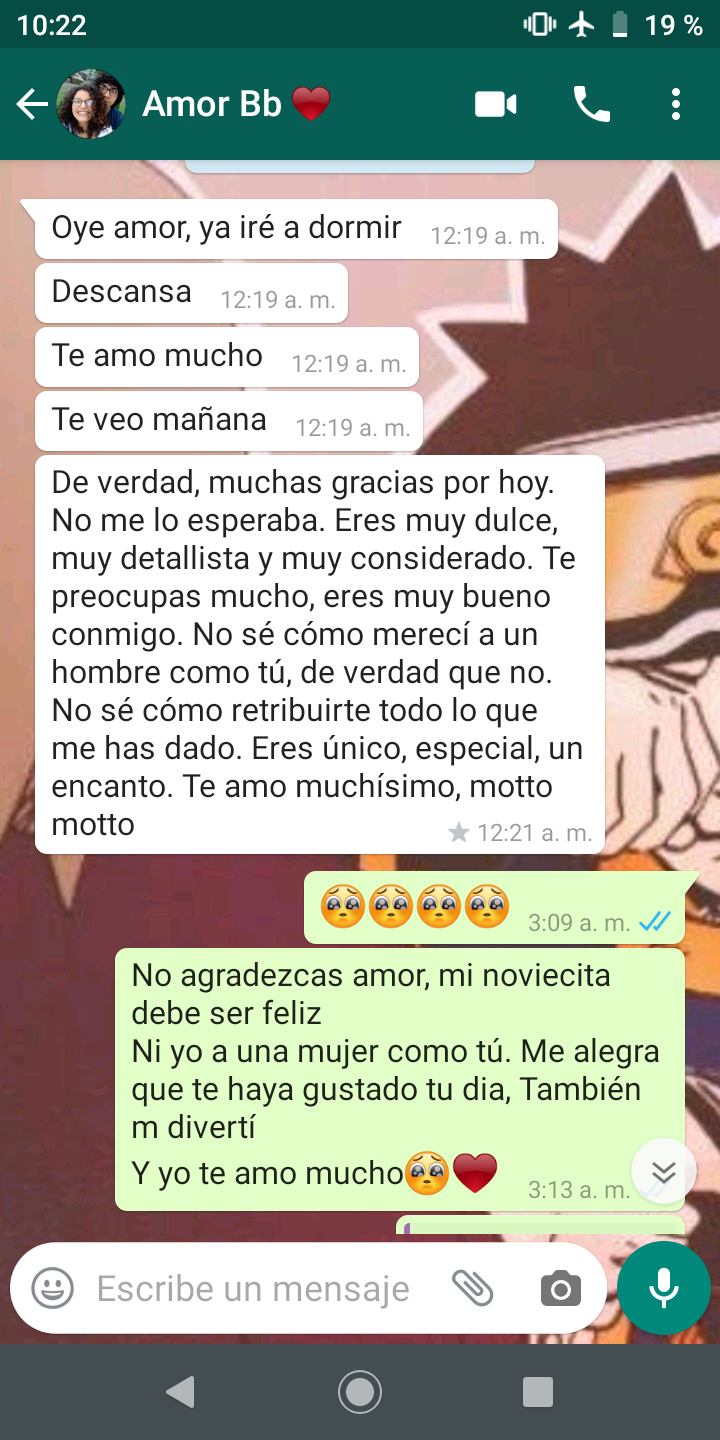 10:22
19 %
Amor Bb ❤️
Oye amor, ya iré a dormir
12:19 a. m.
Descansa
12:19 a. m.
Te amo mucho
12:19 a. m.
Te veo mañana
12:19 a. m.
De verdad, muchas gracias por hoy.
No me lo esperaba. Eres muy dulce,
muy detallista y muy considerado. Te
preocupas mucho, eres muy bueno
conmigo. No sé cómo merecí a un
hombre como tú, de verdad que no.
No sé cómo retribuirte todo lo que
me has dado. Eres único, especial, un
encanto. Te amo muchísimo, motto
motto
12:21 a. m.
🥺🥺🥺🥺
3:09 a. m.
No agradezcas amor, mi noviecita
debe ser feliz
Ni yo a una mujer como tú. Me alegra
que te haya gustado tu dia, También
m divertí
Y yo te amo mucho🥺❤️
3:13 a. m.
Escribe un mensaje